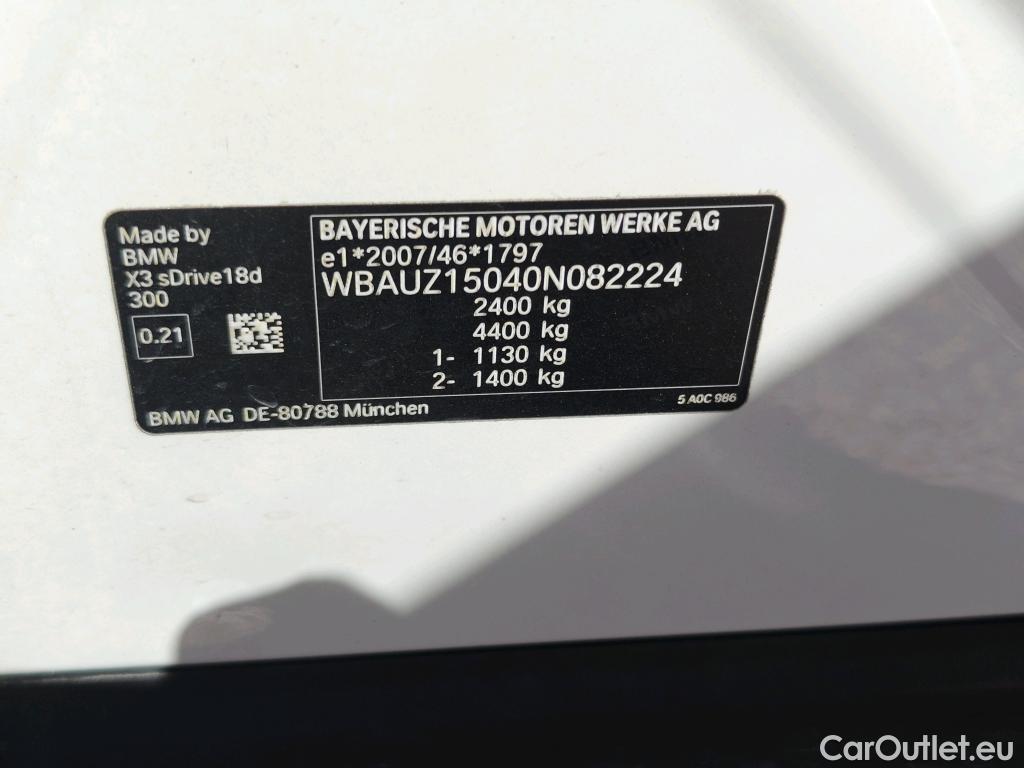 Made by
BMW
X3 sDrive18d
300
0.21
BAYERISCHE MOTOREN WERKE AG
e1*2007/46*1797
WBAUZ15040N082224
2400 kg
4400 kg
1- 1130 kg
2- 1400 kg
BMW AG DE-80788 München
5 A0C 986
CarOutlet.eu